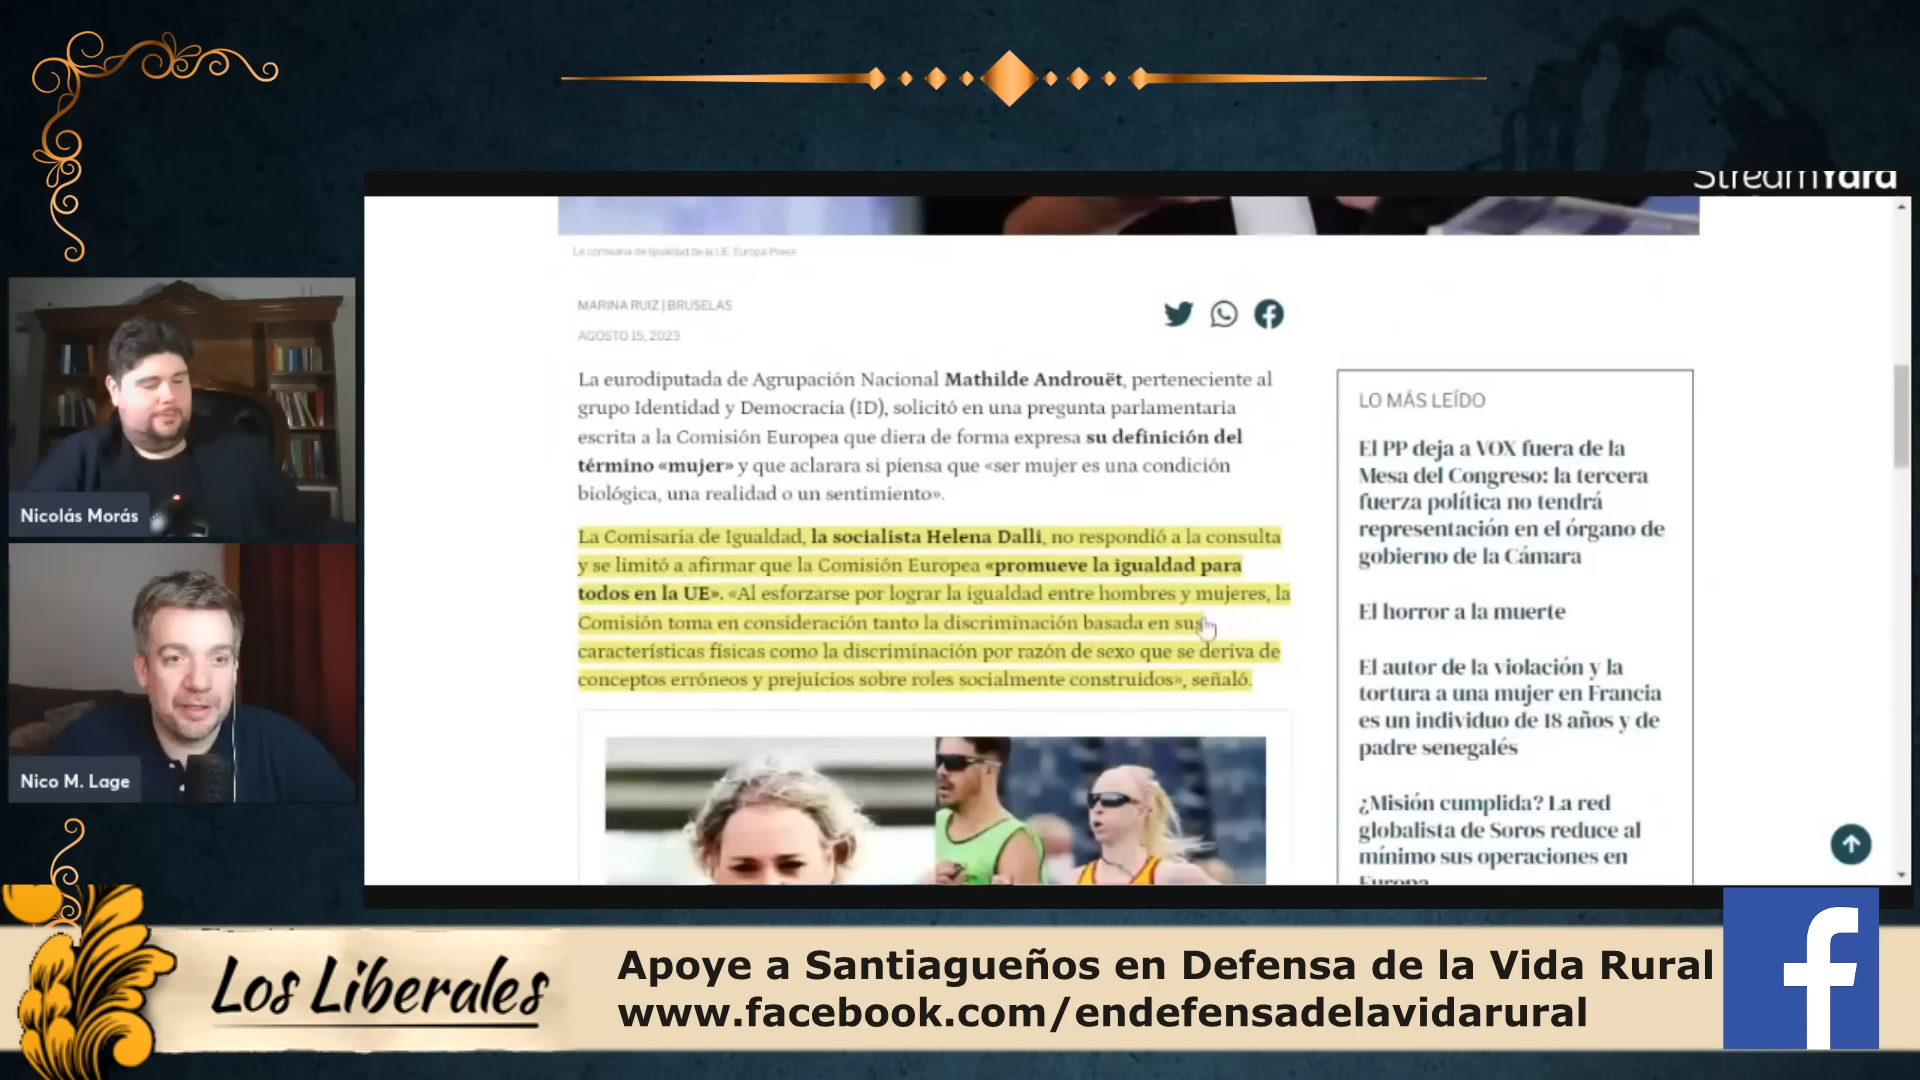 StreamYard
La comisaria de Igualdad de la UE. Europa Press
MARINA RUIZ | BRUSELAS
AGOSTO 15, 2023
La eurodiputada de Agrupación Nacional Mathilde Androuët, perteneciente al
grupo Identidad y Democracia (ID), solicitó en una pregunta parlamentaria
escrita a la Comisión Europea que diera de forma expresa su definición del
término «mujer» y que aclarara si piensa que «ser mujer es una condición
biológica, una realidad o un sentimiento».
La Comisaria de Igualdad, la socialista Helena Dalli, no respondió a la consulta
y se limitó a afirmar que la Comisión Europea «promueve la igualdad para
todos en la UE». «Al esforzarse por lograr la igualdad entre hombres y mujeres, la
Comisión toma en consideración tanto la discriminación basada en sus
características físicas como la discriminación por razón de sexo que se deriva de
conceptos erróneos y prejuicios sobre roles socialmente construidos», señaló.
LO MÁS LEÍDO
El PP deja a VOX fuera de la
Mesa del Congreso: la tercera
fuerza política no tendrá
representación en el órgano de
gobierno de la Cámara
El horror a la muerte
El autor de la violación y la
tortura a una mujer en Francia
es un individuo de 18 años y de
padre senegalés
¿Misión cumplida? La red
globalista de Soros reduce al
mínimo sus operaciones en
Europa
Nicolás Morás
Nico M. Lage
Los Liberales
Apoye a Santiagueños en Defensa de la Vida Rural
www.facebook.com/endefensadelavidarural